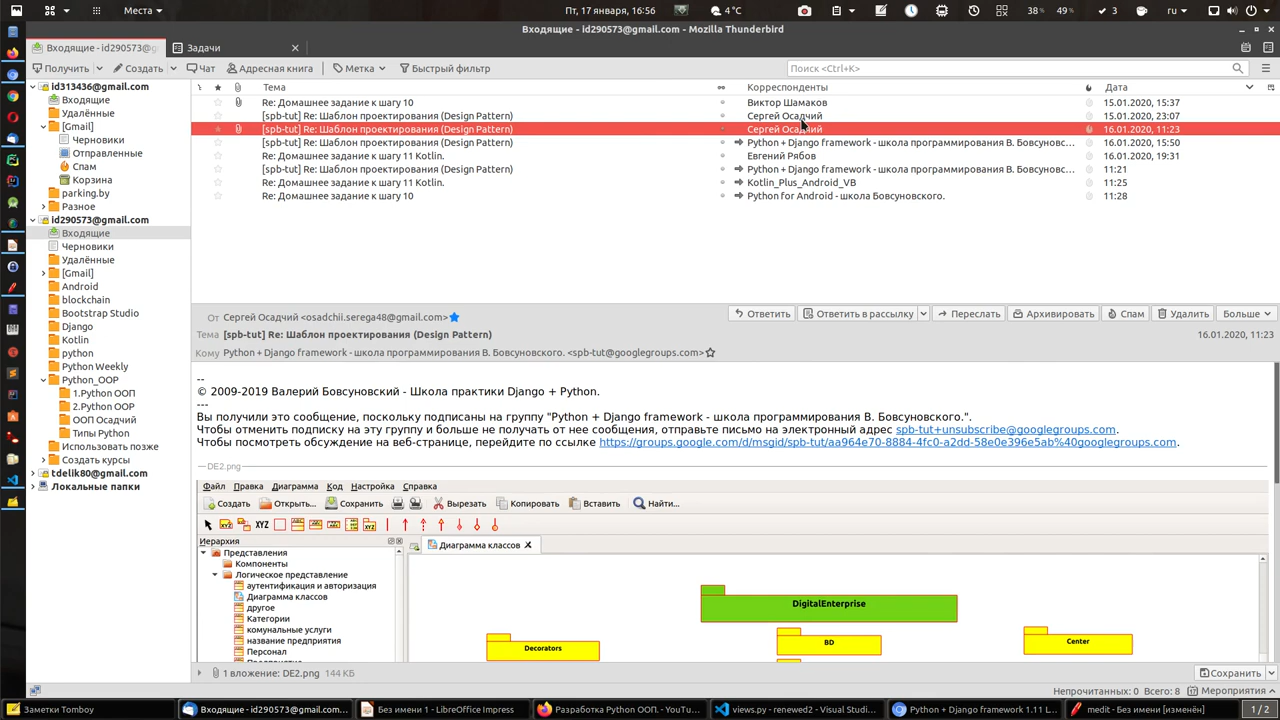 Места
Пт, 17 января, 16:56
4°C
38%
49%
3
ru
Входящие - id290573@gmail.com - Mozilla Thunderbird
Входящие - id290573@g
Задачи
Получить
Создать
Чат
Адресная книга
Метка
Быстрый фильтр
Поиск <Ctrl+K>
id313436@gmail.com
Входящие
Удалённые
[Gmail]
Черновики
Отправленные
Спам
Корзина
parking.by
Разное
id290573@gmail.com
Входящие
Черновики
Удалённые
[Gmail]
Android
blockchain
Bootstrap Studio
Django
Kotlin
python
Python Weekly
Python_OOP
1.Python ООП
2.Python OOP
ООП Осадчий
Типы Python
Использовать позже
Создать курсы
tdelik80@gmail.com
Локальные папки
Тема
Корреспонденты
Дата
Re: Домашнее задание к шагу 10
Виктор Шамаков
15.01.2020, 15:37
[spb-tut] Re: Шаблон проектирования (Design Pattern)
Сергей Осадчий
15.01.2020, 23:07
[spb-tut] Re: Шаблон проектирования (Design Pattern)
Сергей Осадчий
16.01.2020, 11:23
[spb-tut] Re: Шаблон проектирования (Design Pattern)
Python + Django framework - школа программирования В. Бовсуновс...
16.01.2020, 15:50
Re: Домашнее задание к шагу 11 Kotlin.
Евгений Рябов
16.01.2020, 19:31
[spb-tut] Re: Шаблон проектирования (Design Pattern)
Python + Django framework - школа программирования В. Бовсуновс...
11:21
Re: Домашнее задание к шагу 11 Kotlin.
Kotlin_Plus_Android_VB
11:25
Re: Домашнее задание к шагу 10
Python for Android - школа Бовсуновского.
11:28
От Сергей Осадчий <osadchii.serega48@gmail.com>
Ответить
Ответить в рассылку
Переслать
Архивировать
Спам
Удалить
Больше
Тема [spb-tut] Re: Шаблон проектирования (Design Pattern)
16.01.2020, 11:23
Кому Python + Django framework - школа программирования В. Бовсуновского. <spb-tut@googlegroups.com>
--
© 2009-2019 Валерий Бовсуновский - Школа практики Django + Python.
---
Вы получили это сообщение, поскольку подписаны на группу "Python + Django framework - школа программирования В. Бовсуновского.".
Чтобы отменить подписку на эту группу и больше не получать от нее сообщения, отправьте письмо на электронный адрес spb-tut+unsubscribe@googlegroups.com.
Чтобы посмотреть обсуждение на веб-странице, перейдите по ссылке https://groups.google.com/d/msgid/spb-tut/aa964e70-8884-4fc0-a2dd-58e0e396e5ab%40googlegroups.com.
DE2.png
Файл Правка Диаграмма Код Настройка Справка
Создать Открыть... Сохранить Вырезать Копировать Вставить Найти...
XYZ
Иерархия
Диаграмма классов
Представления
Компоненты
Логическое представление
аутентификация и авторизация
Диаграмма классов
другое
Категории
комунальные услуги
название предприятия
Персонал
DigitalEnterprise
Decorators
BD
Center
1 вложение: DE2.png 144 КБ
Сохранить
Непрочитанных: 0 Всего: 8
17 Мероприятия
Заметки Tomboy
Входящие - id290573@gmail.com...
Без имени 1 - LibreOffice Impress
Разработка Python ООП. - YouTu...
views.py - renewed2 - Visual Studi...
Python + Django framework 1.11 L...
medit - Без имени [изменён]
1 / 2